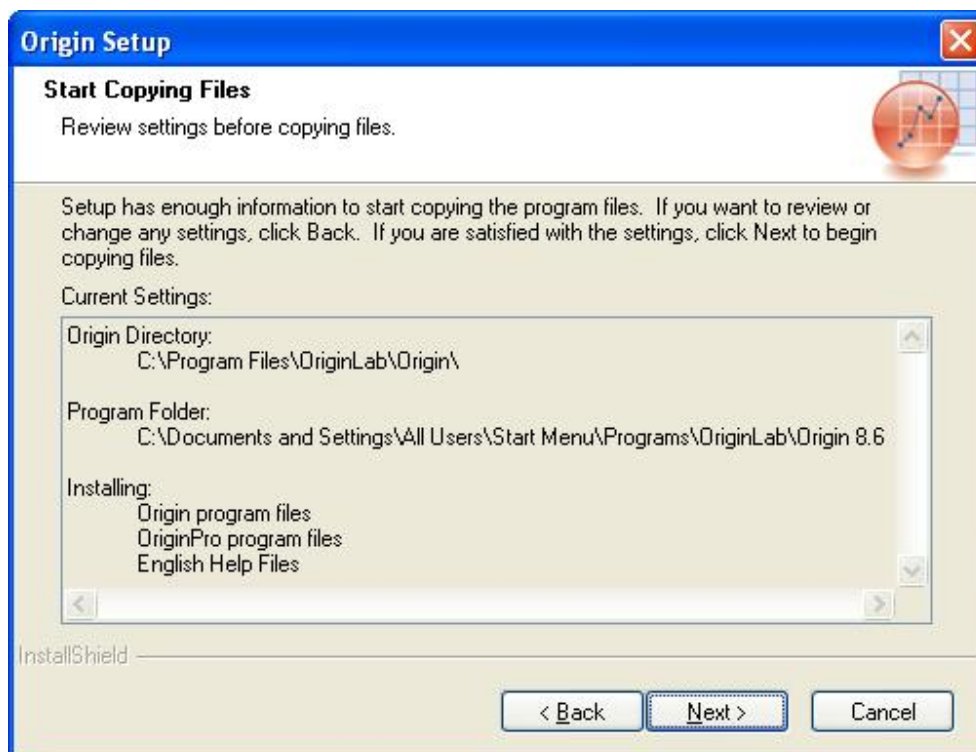 Origin Setup
Start Copying Files
Review settings before copying files.
Setup has enough information to start copying the program files. If you want to review or
change any settings, click Back. If you are satisfied with the settings, click Next to begin
copying files.
Current Settings:
Origin Directory:
C:\Program Files\OriginLab\Origin\
Program Folder:
C:\Documents and Settings\All Users\Start Menu\Programs\OriginLab\Origin 8.6
Installing:
Origin program files
OriginPro program files
English Help Files
InstallShield
< Back
Next >
Cancel